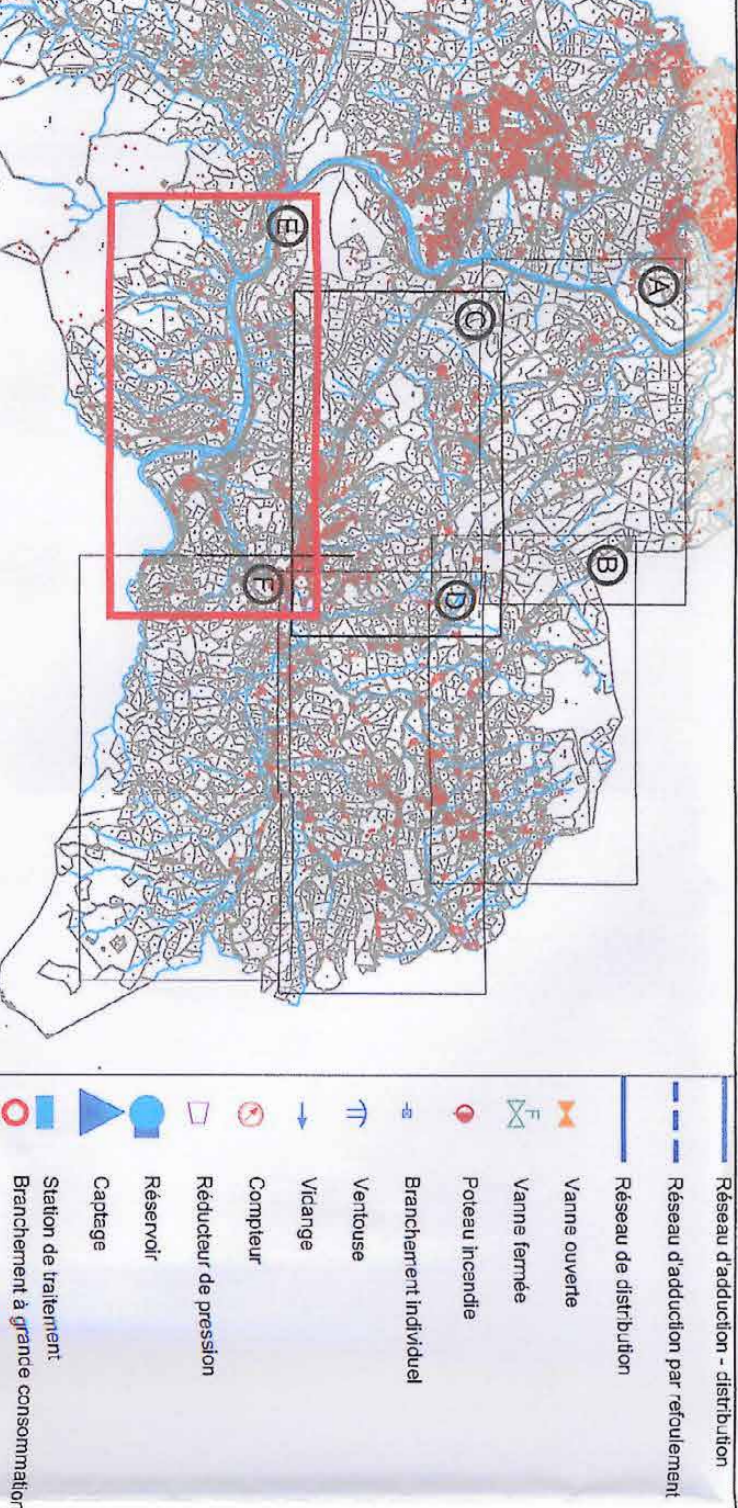 A
B
C
D
E
F
Réseau d'adduction - distribution
Réseau d'adduction par refoulement
Réseau de distribution
Vanne ouverte
F
Vanne fermée
Poteau incendie
Branchement individuel
Ventouse
Vidange
Compteur
Réducteur de pression
Réservoir
Captage
Station de traitement
Branchement à grande consommation